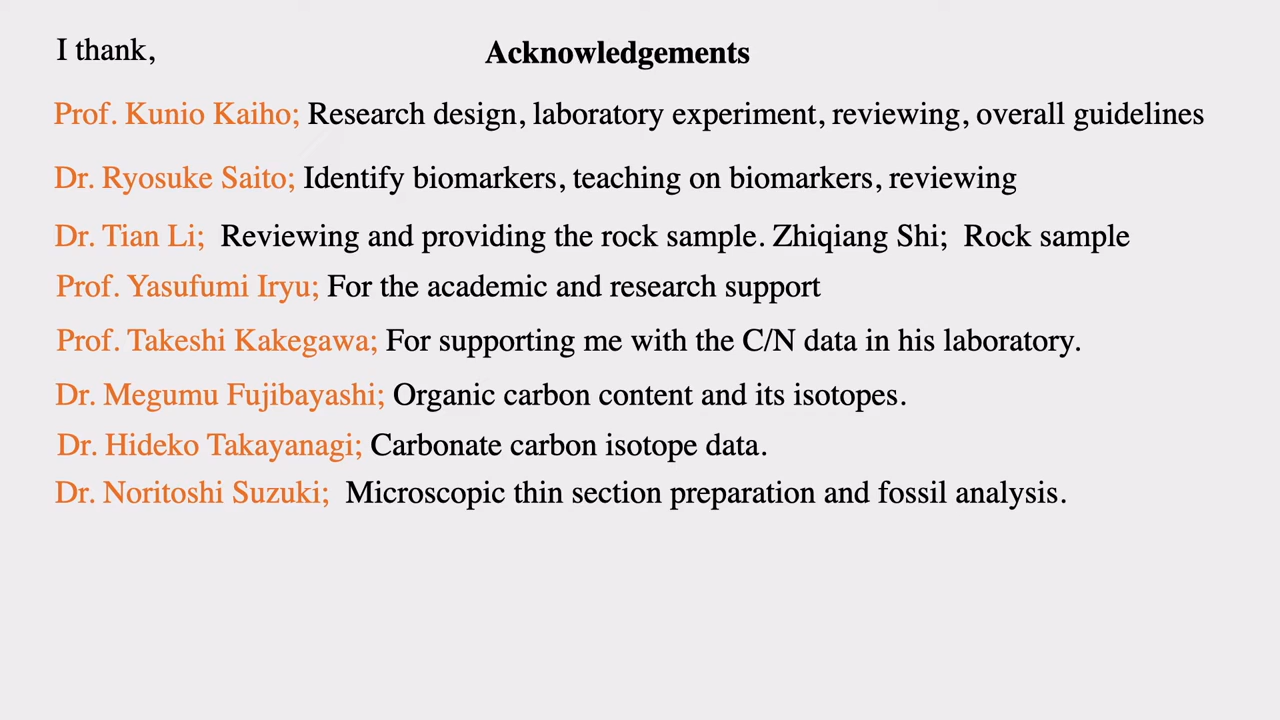 I thank,
Acknowledgements
Prof. Kunio Kaiho; Research design, laboratory experiment, reviewing, overall guidelines
Dr. Ryosuke Saito; Identify biomarkers, teaching on biomarkers, reviewing
Dr. Tian Li; Reviewing and providing the rock sample. Zhiqiang Shi; Rock sample
Prof. Yasufumi Iryu; For the academic and research support
Prof. Takeshi Kakegawa; For supporting me with the C/N data in his laboratory.
Dr. Megumu Fujibayashi; Organic carbon content and its isotopes.
Dr. Hideko Takayanagi; Carbonate carbon isotope data.
Dr. Noritoshi Suzuki; Microscopic thin section preparation and fossil analysis.